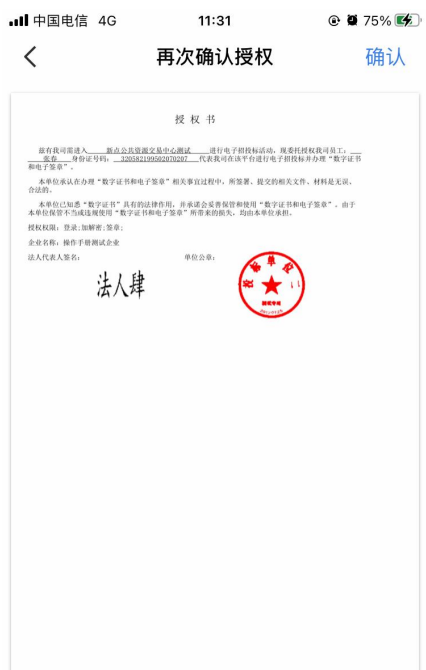 中国电信 4G 11:31 75%
再次确认授权 确认
授 权 书
兹有我司需进入 新点公共资源交易中心测试 进行电子招投标活动，现委托授权我司员工：
张春 身份证号码： 320582199502070207 代表我司在该平台进行电子招投标并办理“数字证书
和电子签章”。
本单位承认在办理“数字证书和电子签章”相关事宜过程中，所签署、提交的相关文件、材料是无误、
合法的。
本单位已知悉“数字证书”具有的法律作用，并承诺会妥善保管和使用“数字证书和电子签章”。由于
本单位保管不当或违规使用“数字证书和电子签章”所带来的损失，均由本单位承担。
授权权限：登录;加解密;签章;
企业名称：操作手册测试企业
法人代表人签名： 单位公章：
法人肆
投标单位二
测试专用